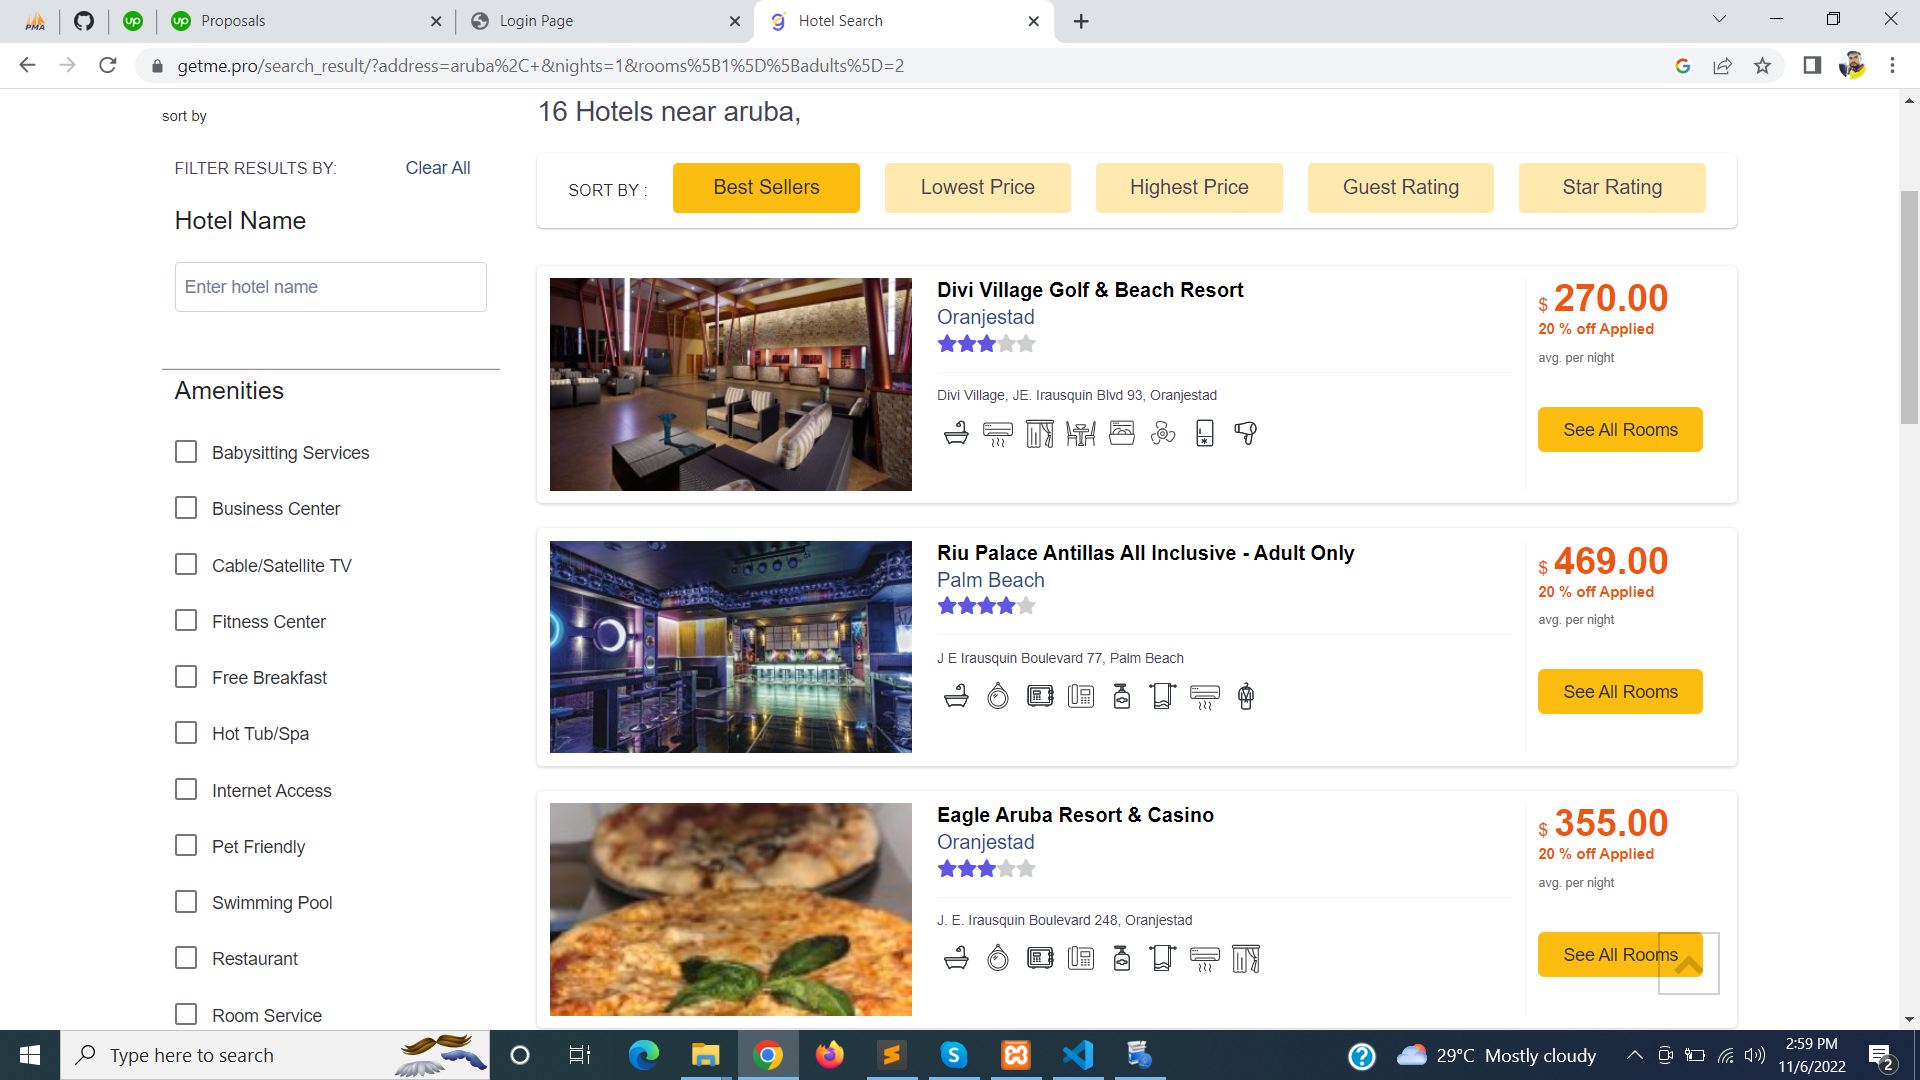 PMA
Proposals
Login Page
Hotel Search
getme.pro/search_result/?address=aruba%2C+&nights=1&rooms%5B1%5D%5Badults%5D=2
sort by
FILTER RESULTS BY:
Clear All
Hotel Name
Enter hotel name
Amenities
Babysitting Services
Business Center
Cable/Satellite TV
Fitness Center
Free Breakfast
Hot Tub/Spa
Internet Access
Pet Friendly
Swimming Pool
Restaurant
Room Service
16 Hotels near aruba,
SORT BY :
Best Sellers
Lowest Price
Highest Price
Guest Rating
Star Rating
Divi Village Golf & Beach Resort
Oranjestad
Divi Village, JE. Irausquin Blvd 93, Oranjestad
$ 270.00
20 % off Applied
avg. per night
See All Rooms
Riu Palace Antillas All Inclusive - Adult Only
Palm Beach
J E Irausquin Boulevard 77, Palm Beach
$ 469.00
20 % off Applied
avg. per night
See All Rooms
Eagle Aruba Resort & Casino
Oranjestad
J. E. Irausquin Boulevard 248, Oranjestad
$ 355.00
20 % off Applied
avg. per night
See All Rooms
Type here to search
29°C Mostly cloudy
2:59 PM
11/6/2022
2